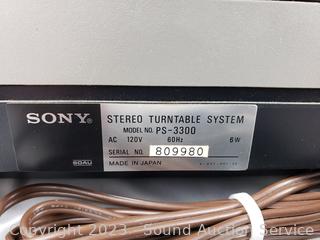 SONY®
STEREO TURNTABLE SYSTEM
MODEL NO. PS-3300
AC 120V 60Hz 6W
SERIAL NO. 809980
MADE IN JAPAN
Copyright 2023 - Sound Auction Service